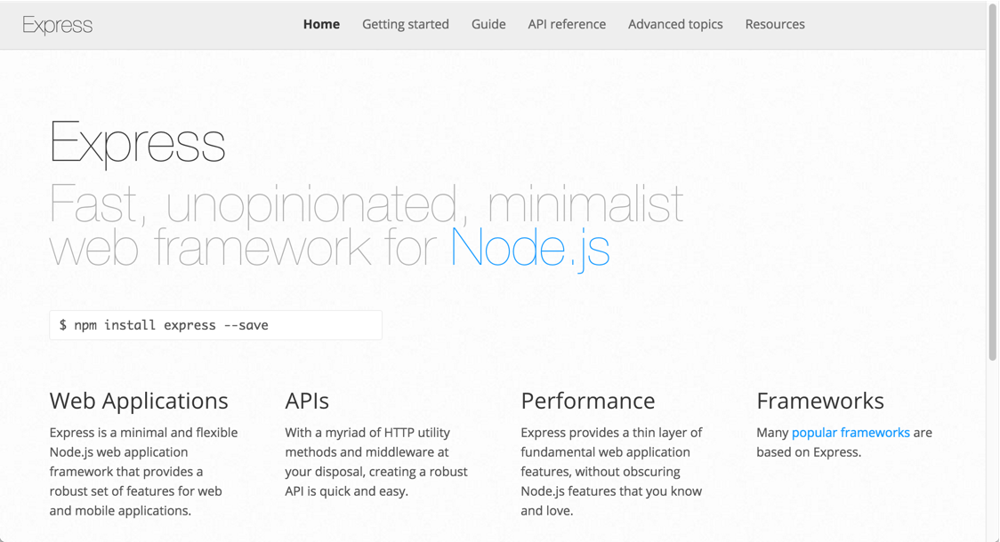 Express
Home Getting started Guide API reference Advanced topics Resources
Express
Fast, unopinionated, minimalist
web framework for Node.js
$ npm install express --save
Web Applications
Express is a minimal and flexible
Node.js web application
framework that provides a
robust set of features for web
and mobile applications.
APIs
With a myriad of HTTP utility
methods and middleware at
your disposal, creating a robust
API is quick and easy.
Performance
Express provides a thin layer of
fundamental web application
features, without obscuring
Node.js features that you know
and love.
Frameworks
Many popular frameworks are
based on Express.